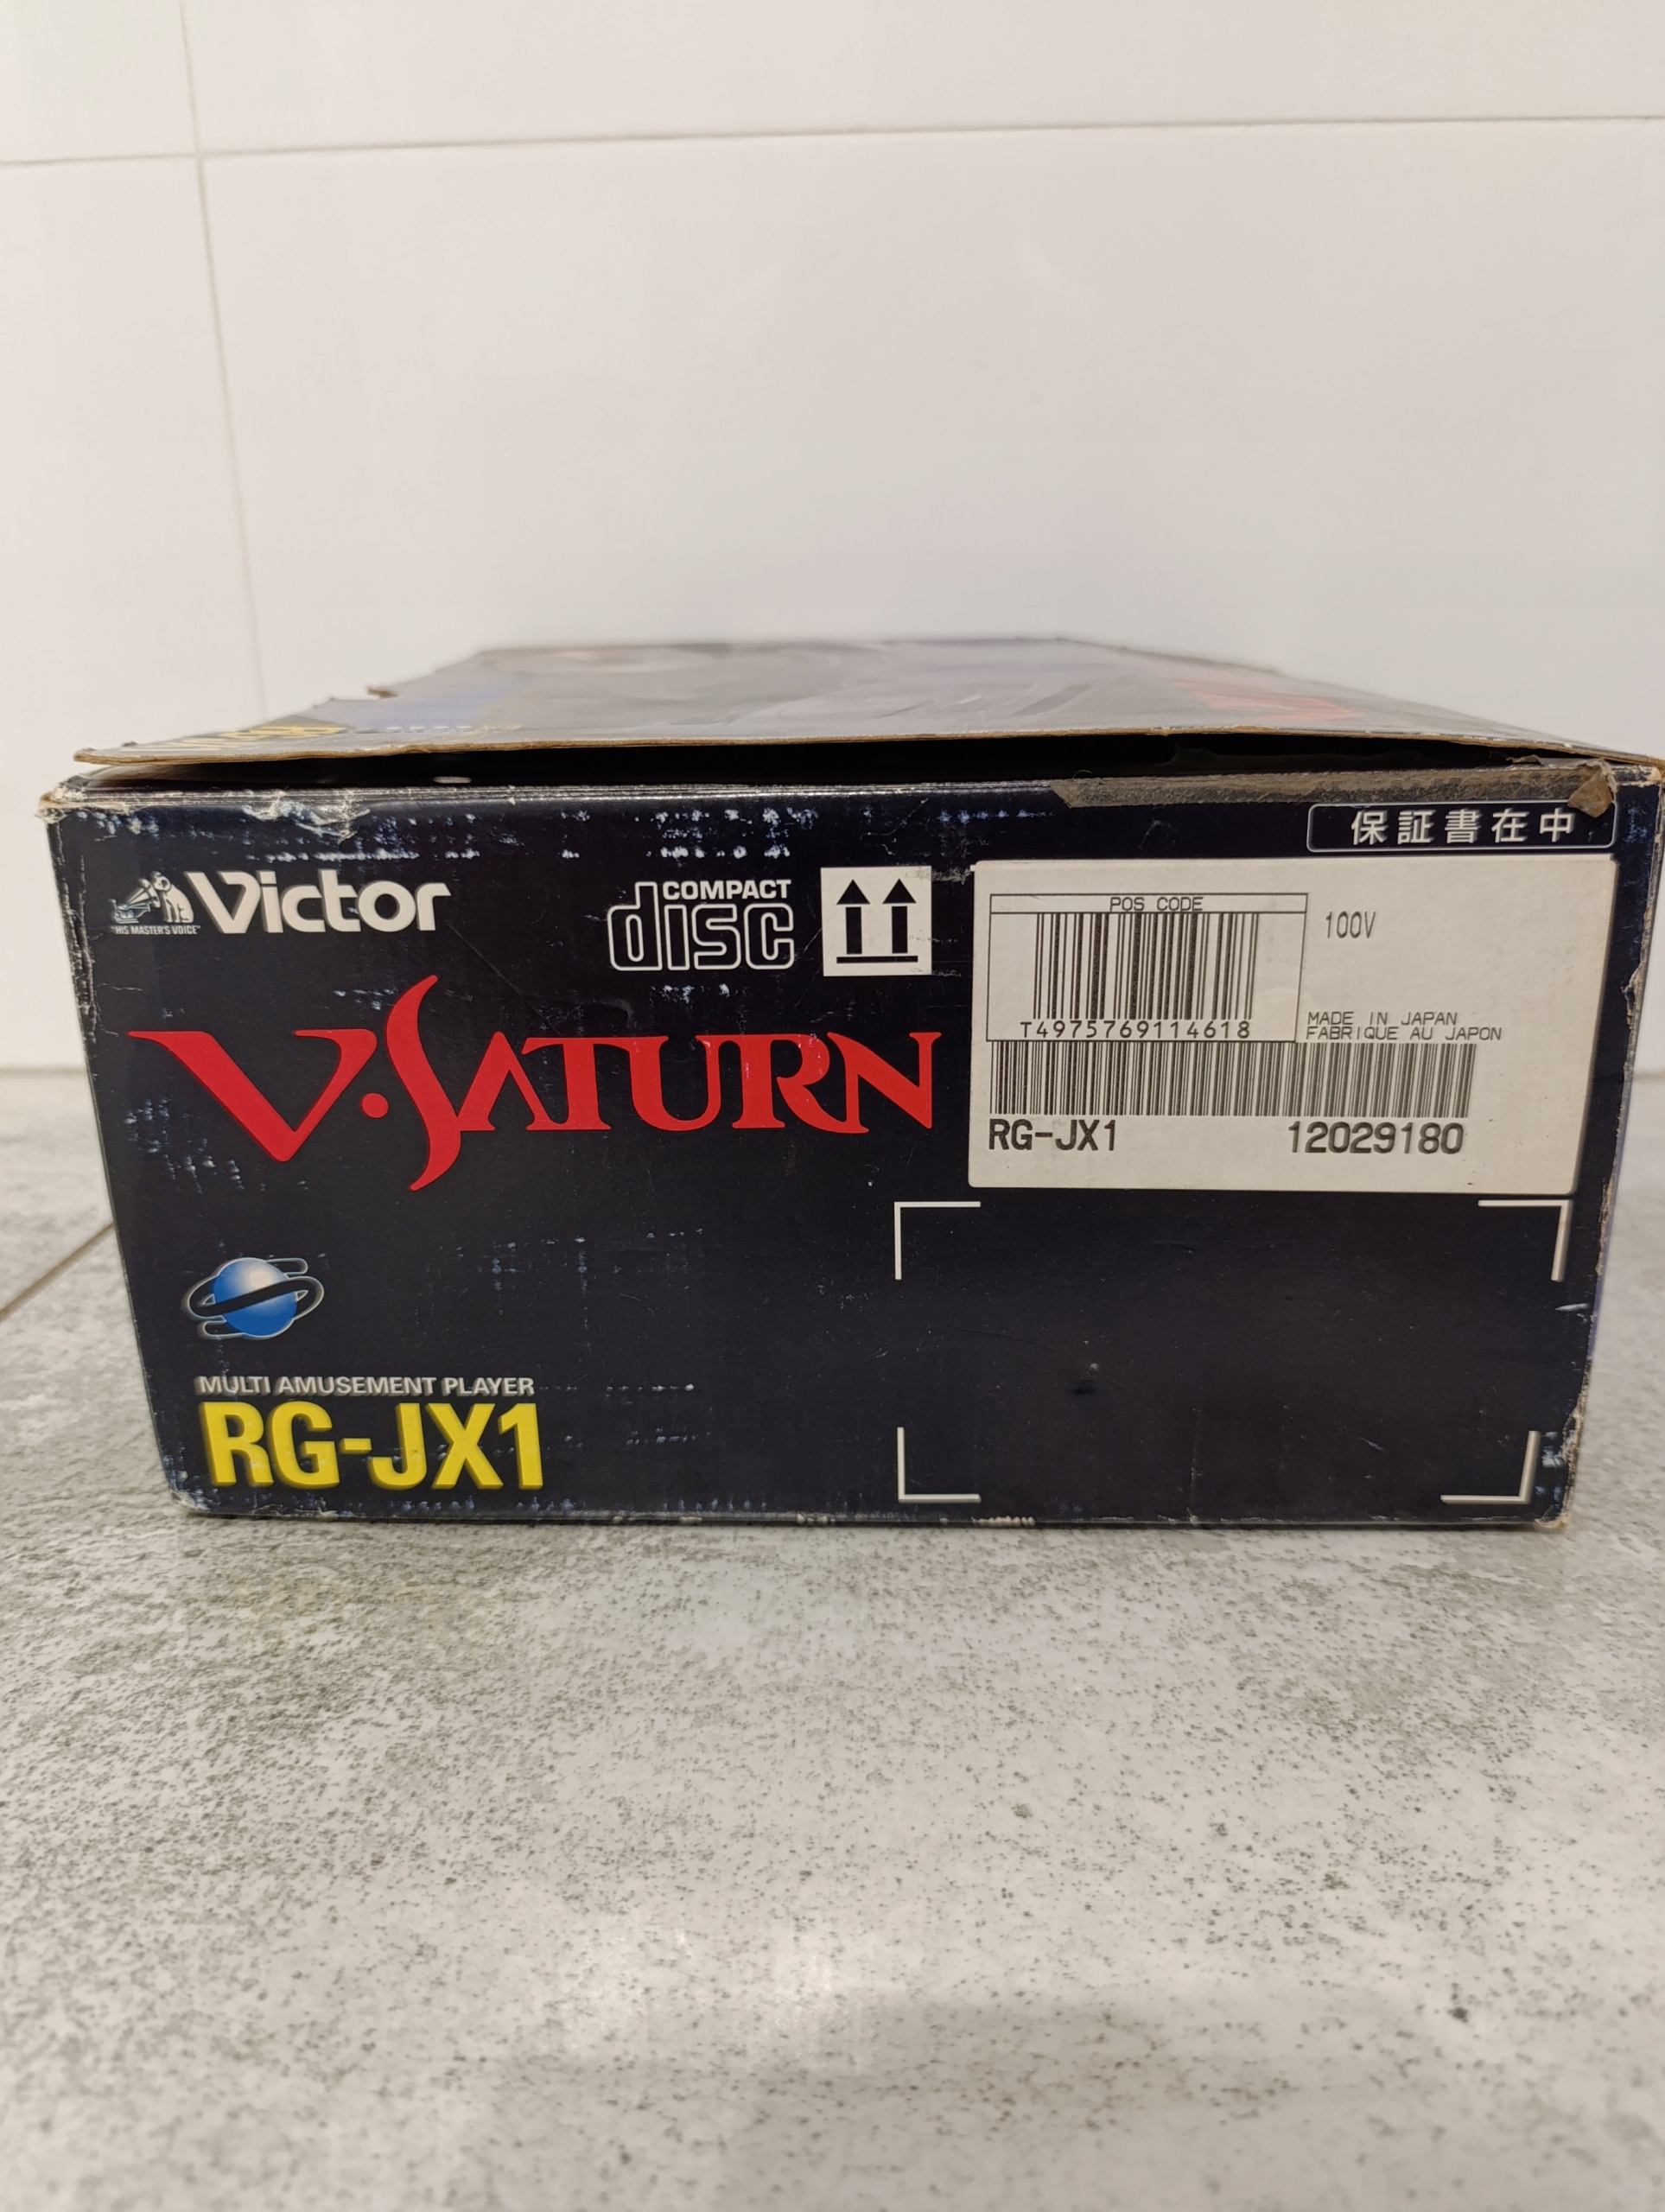 保証書在中
Victor
"HIS MASTER'S VOICE"
COMPACT
disc
POS CODE
100V
T4975769114618
MADE IN JAPAN
FABRIQUE AU JAPON
V·SATURN
RG-JX1 12029180
MULTI AMUSEMENT PLAYER
RG-JX1